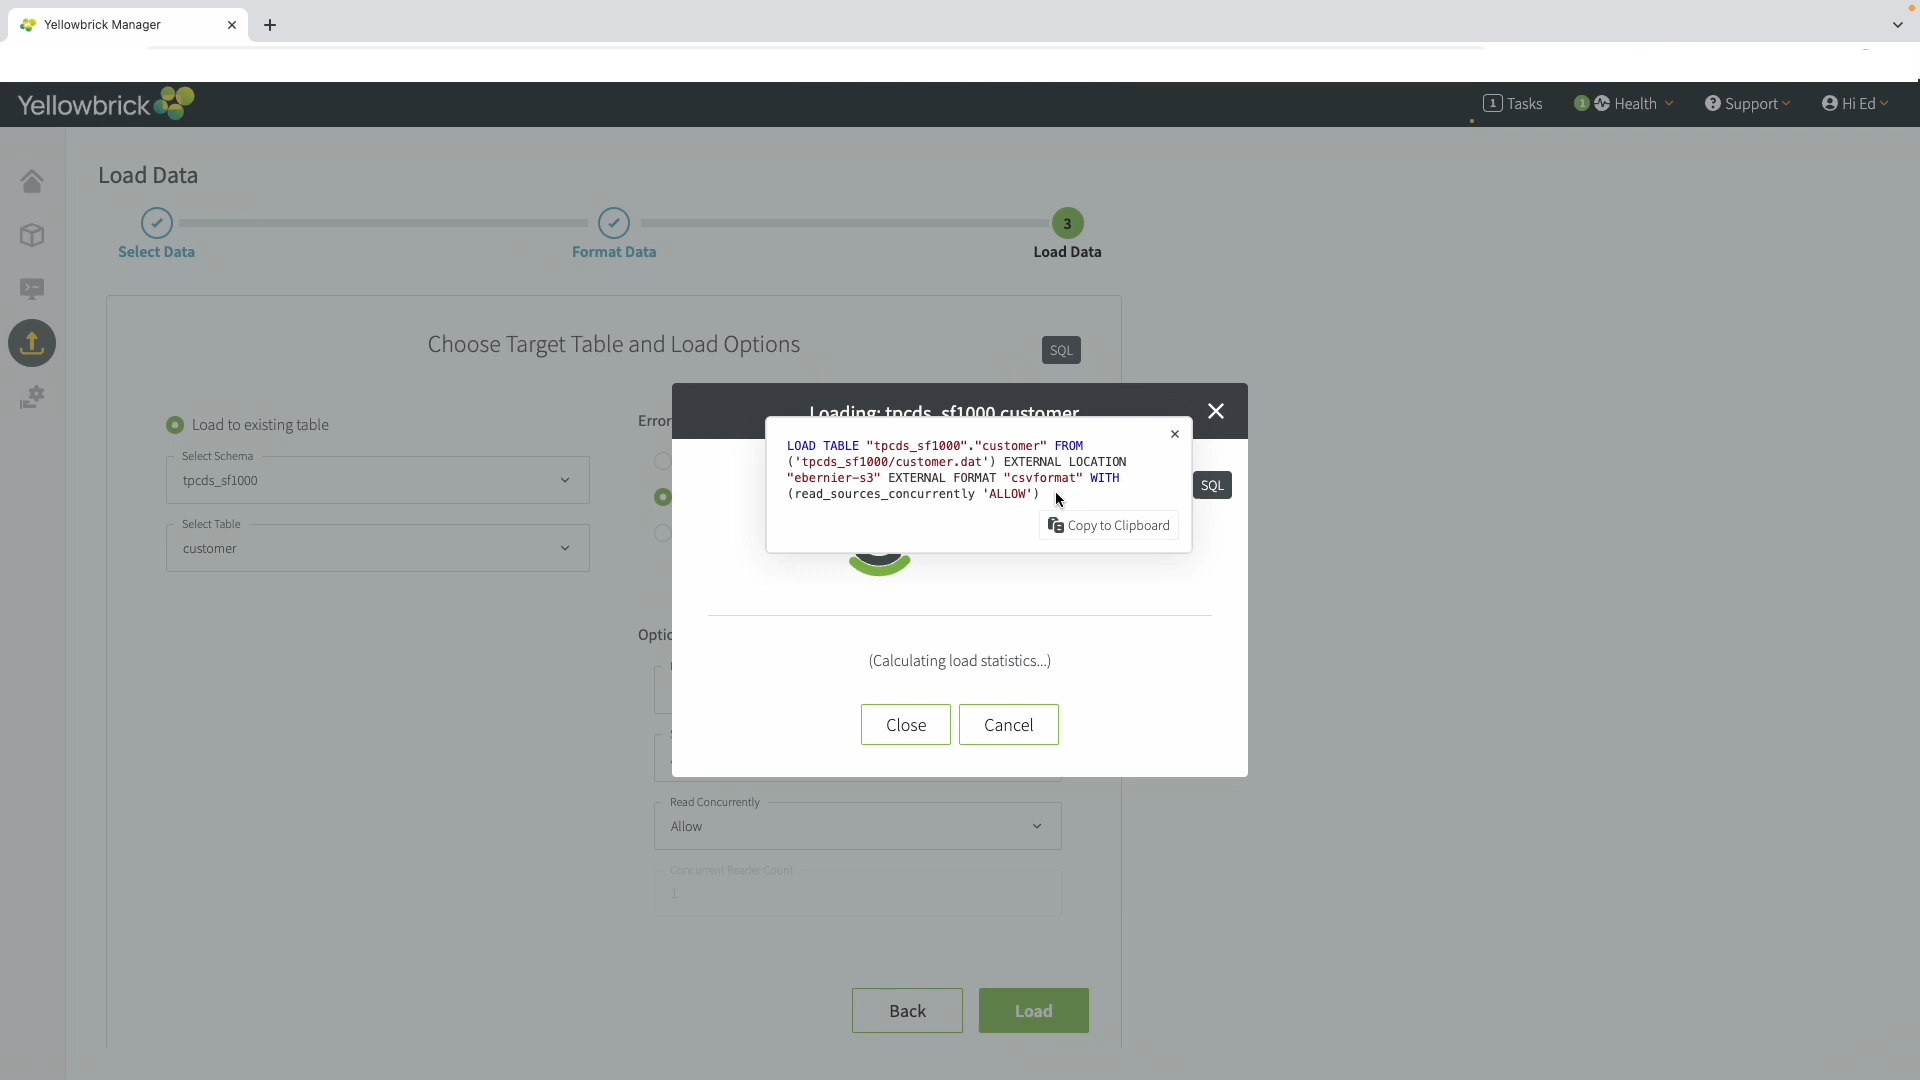 Yellowbrick Manager
Yellowbrick
1 Tasks
1 Health
Support
Hi Ed
Load Data
3
Select Data
Format Data
Load Data
Choose Target Table and Load Options
SQL
Load to existing table
Select Schema
tpcds_sf1000
Select Table
customer
Error
Loading: tpcds_sf1000.customer
LOAD TABLE "tpcds_sf1000"."customer" FROM
('tpcds_sf1000/customer.dat') EXTERNAL LOCATION
"ebernier-s3" EXTERNAL FORMAT "csvformat" WITH
(read_sources_concurrently 'ALLOW')
Copy to Clipboard
SQL
(Calculating load statistics...)
Close
Cancel
Read Concurrently
Allow
Concurrent Reader Count
1
Back
Load